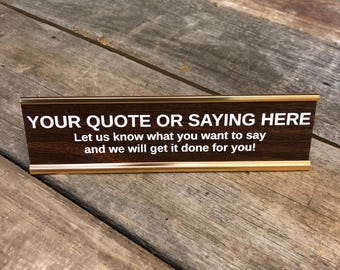 YOUR QUOTE OR SAYING HERE
Let us know what you want to say
and we will get it done for you!